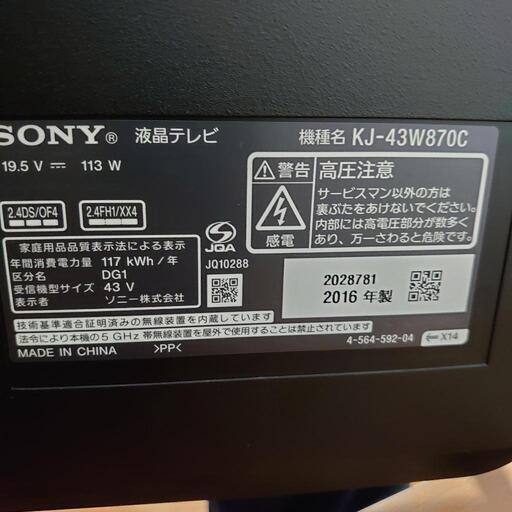 SONY® 液晶テレビ 機種名 KJ-43W870C
19.5 V ⎓ 113 W
2.4DS/OF4 2.4FH1/XX4
家庭用品品質表示法による表示
年間消費電力量 117 kWh/年
区分名 DG1
受信機型サイズ 43 V
表示者 ソニー株式会社
JQA
JQ10288
警告 高圧注意
感電
サービスマン以外の方は
裏ぶたをあけないでください。
内部には高電圧部分が数多く
あり、万一さわると危険です。
2028781
2016 年製
技術基準適合証明済みの無線装置を内蔵しています。
法令により本機の5 GHz 帯無線装置を屋外で使用することは禁止されています。
MADE IN CHINA >PP< 4-564-592-04 X14